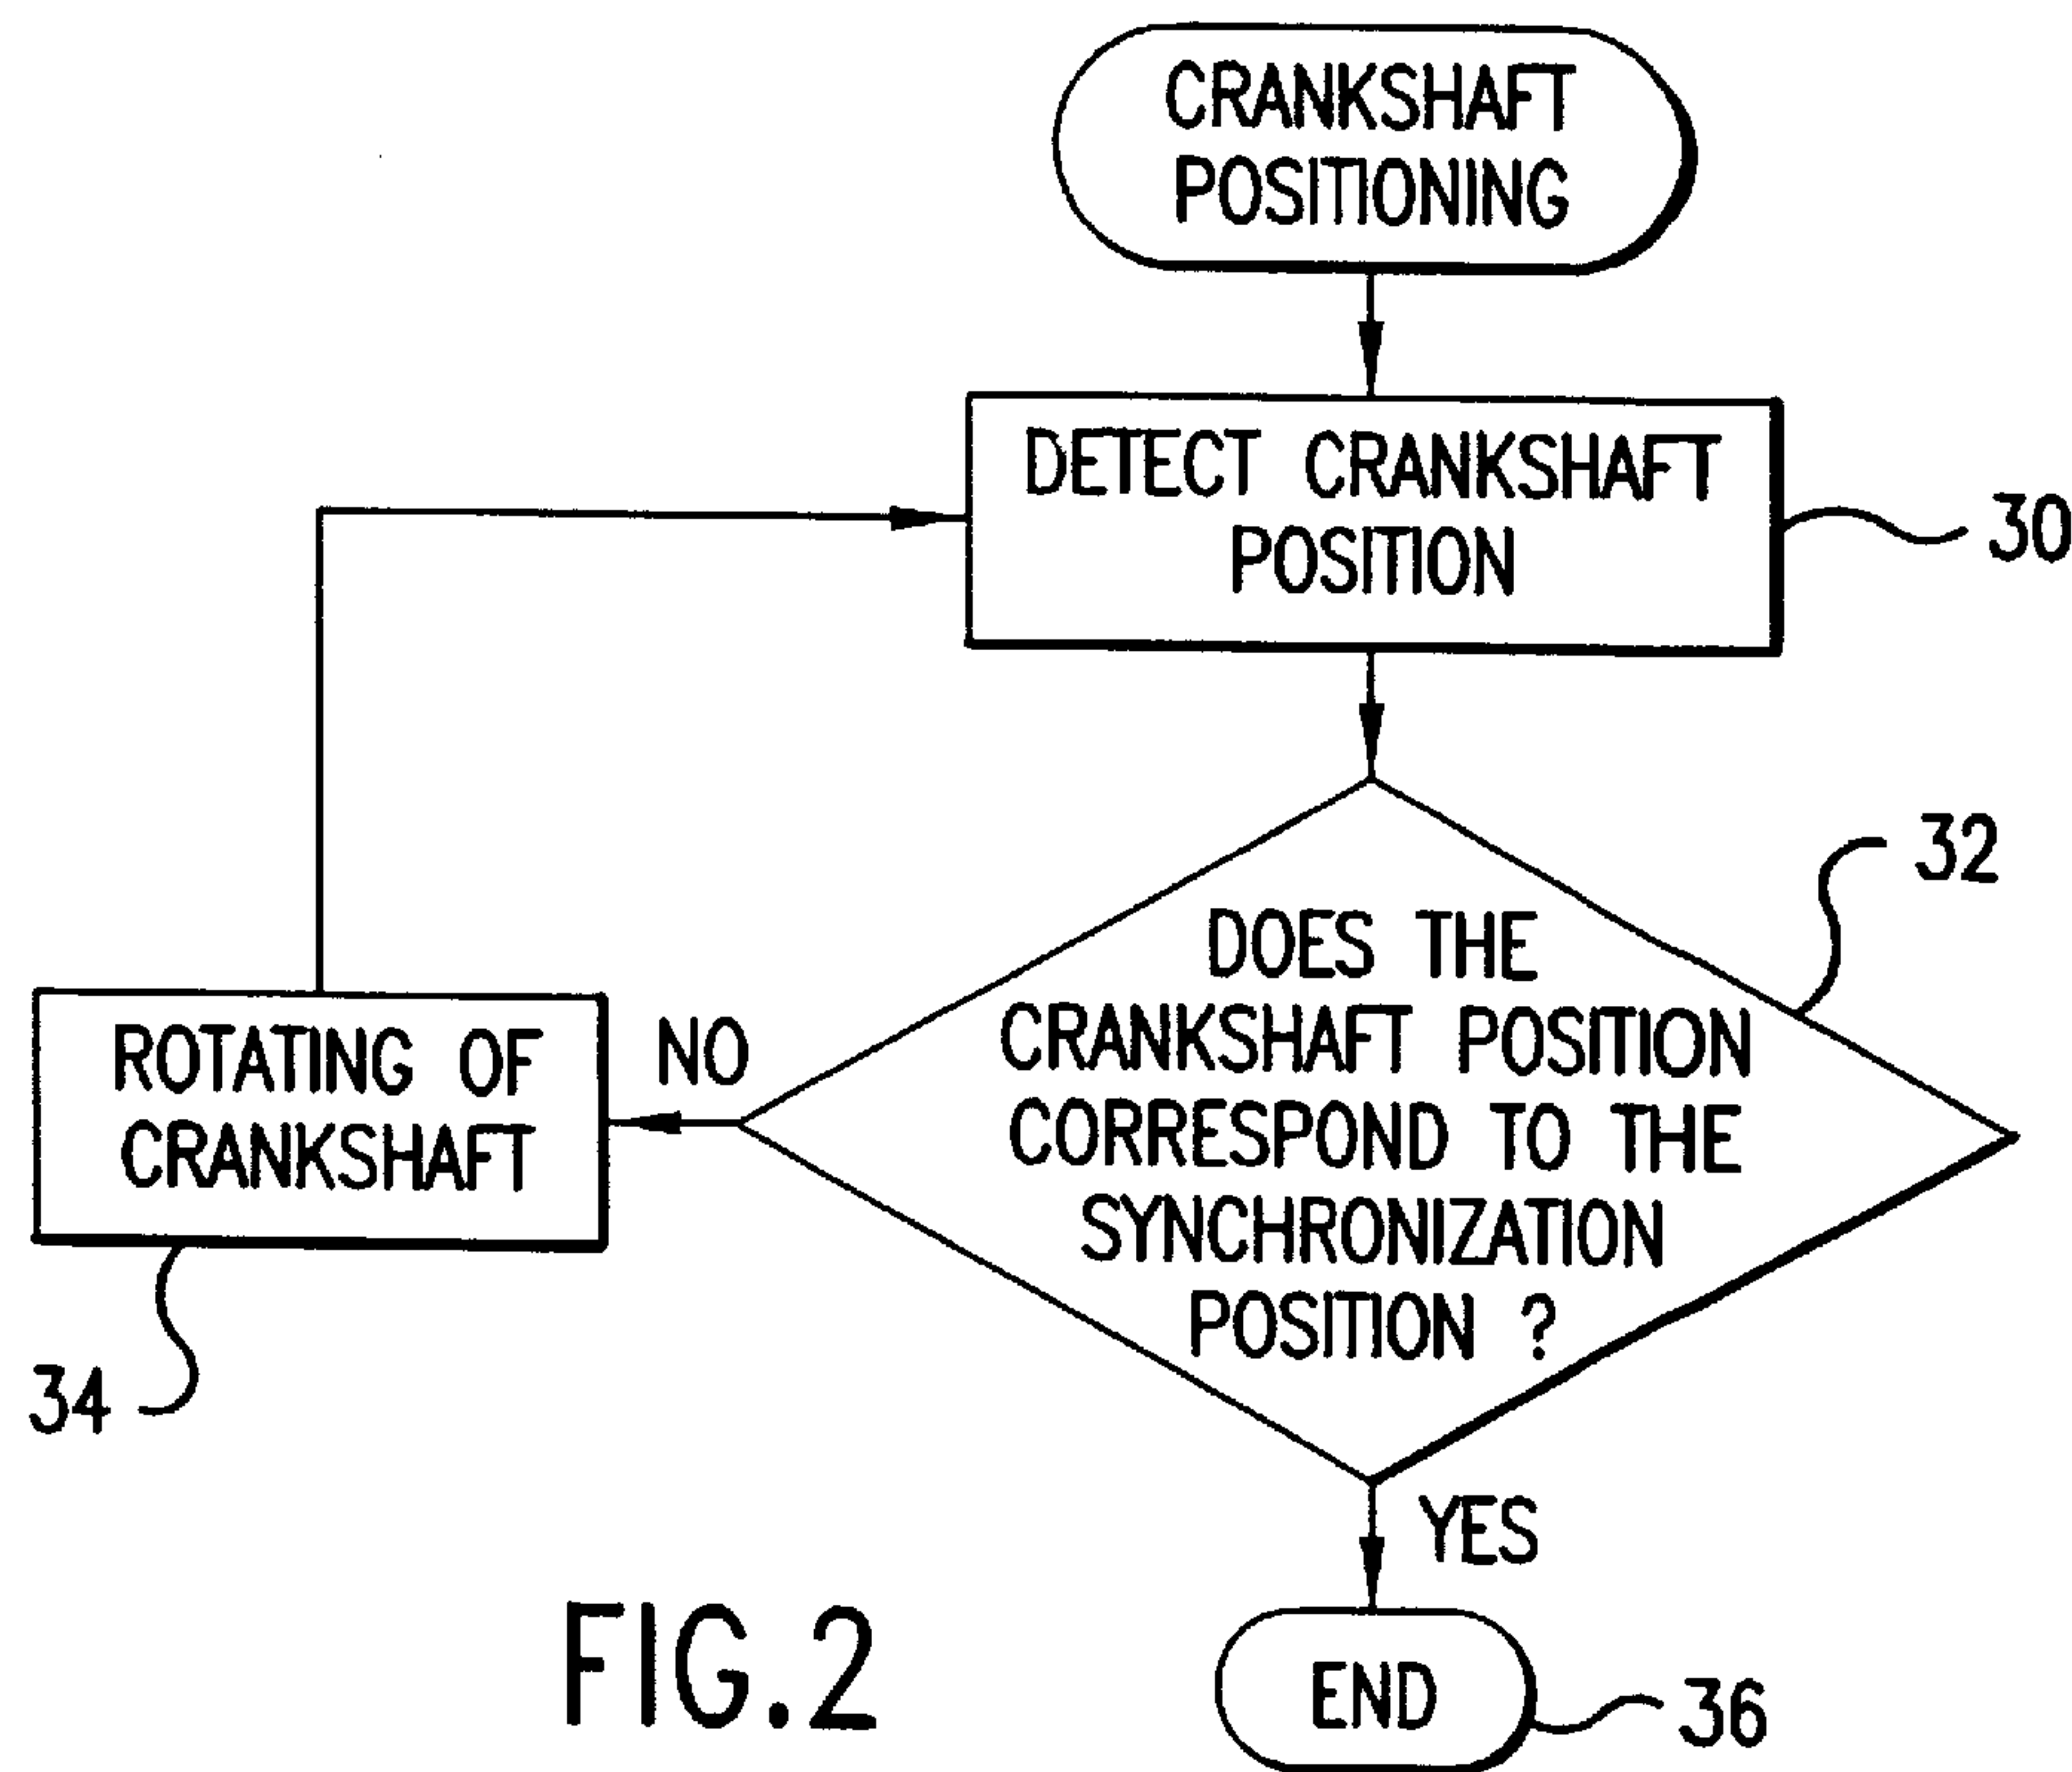 CRANKSHAFT
POSITIONING
DETECT CRANKSHAFT
POSITION
30
32
DOES THE
CRANKSHAFT POSITION
CORRESPOND TO THE
SYNCHRONIZATION
POSITION ?
NO
ROTATING OF
CRANKSHAFT
34
YES
END
36
FIG.2